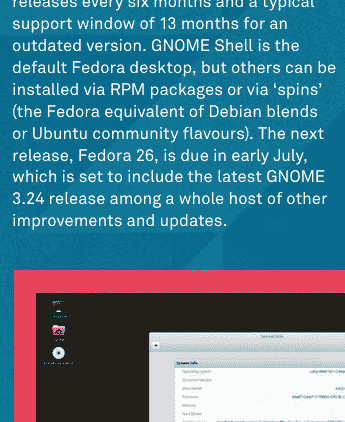 releases every six months and a typical
support window of 13 months for an
outdated version. GNOME Shell is the
default Fedora desktop, but others can be
installed via RPM packages or via ‘spins’
(the Fedora equivalent of Debian blends
or Ubuntu community flavours). The next
release, Fedora 26, is due in early July,
which is set to include the latest GNOME
3.24 release among a whole host of other
improvements and updates.